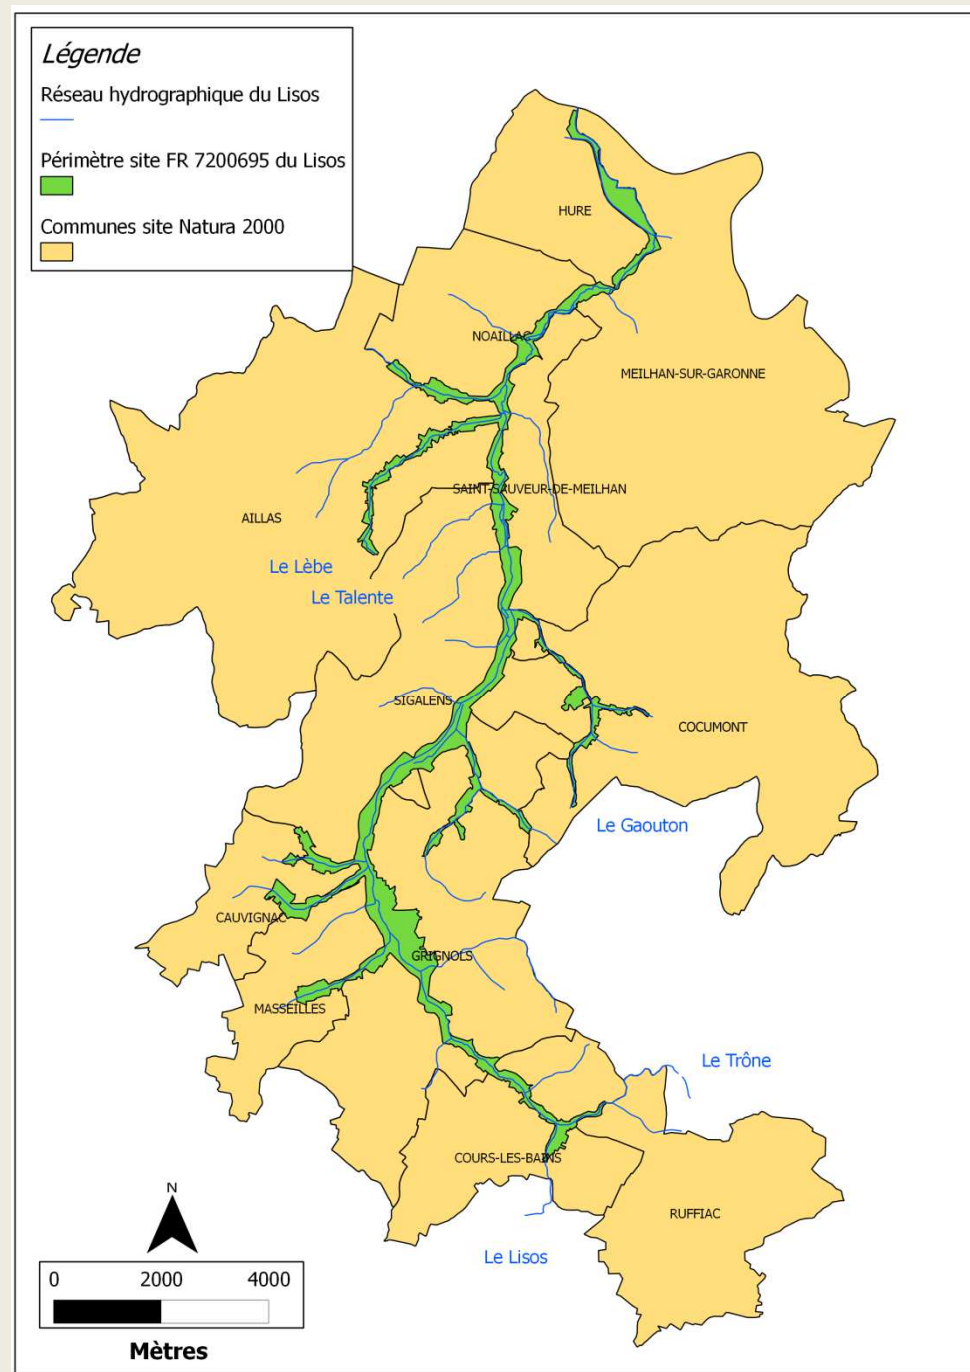 Légende
Réseau hydrographique du Lisos
Périmètre site FR 7200695 du Lisos
Communes site Natura 2000
HURE
NOAILLAC
MEILHAN-SUR-GARONNE
SAINT-SAUVEUR-DE-MEILHAN
AILLAS
Le Lèbe
Le Talente
SIGALENS
COCUMONT
Le Gaouton
CAUVIGNAC
GRIGNOLS
MASSEILLES
Le Trône
COURS-LES-BAINS
RUFFIAC
Le Lisos
N
0 2000 4000
Mètres